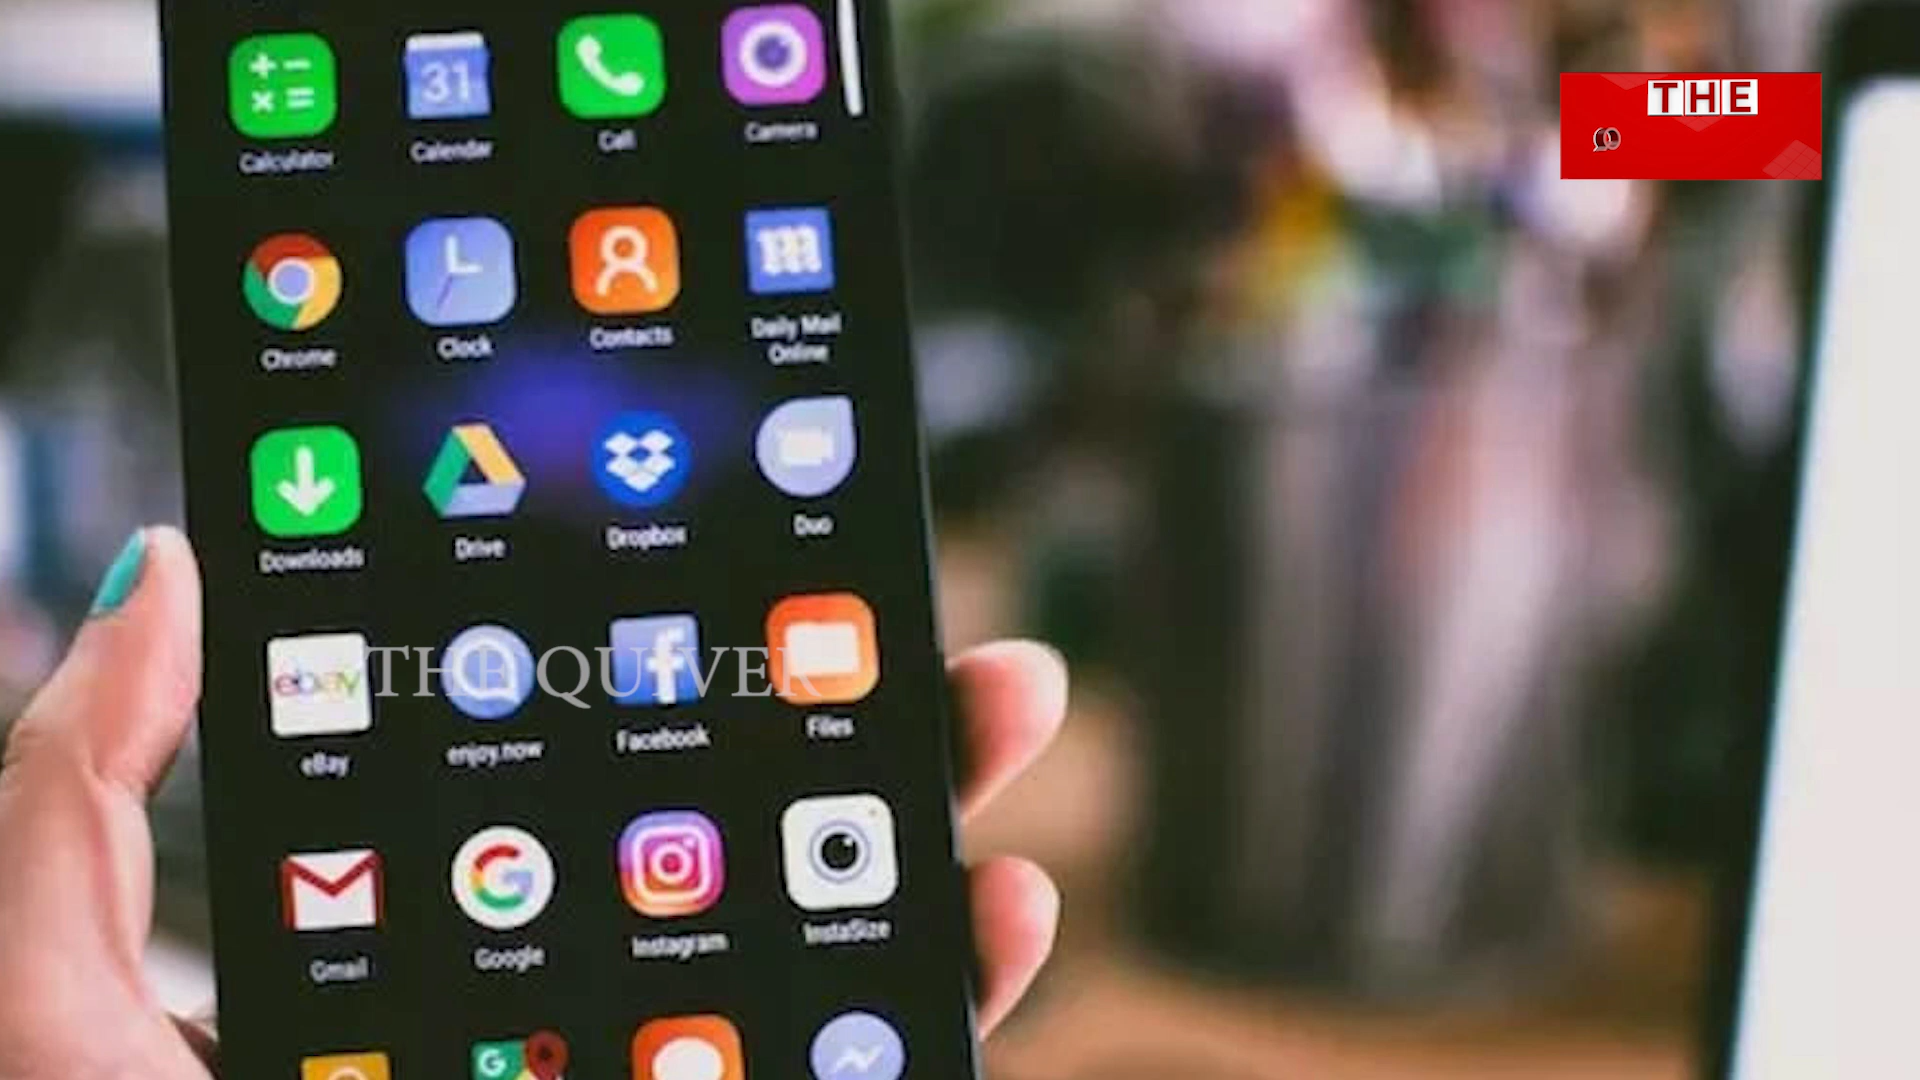 THE
31
Calculator
Calendar
Call
Camera
m
Chrome
Clock
Contacts
Daily Mail
Online
Downloads
Drive
Dropbox
Duo
ebay
THE QUIVER
f
eBay
enjoy.now
Facebook
Files
G
Gmail
Google
Instagram
InstaSize
G